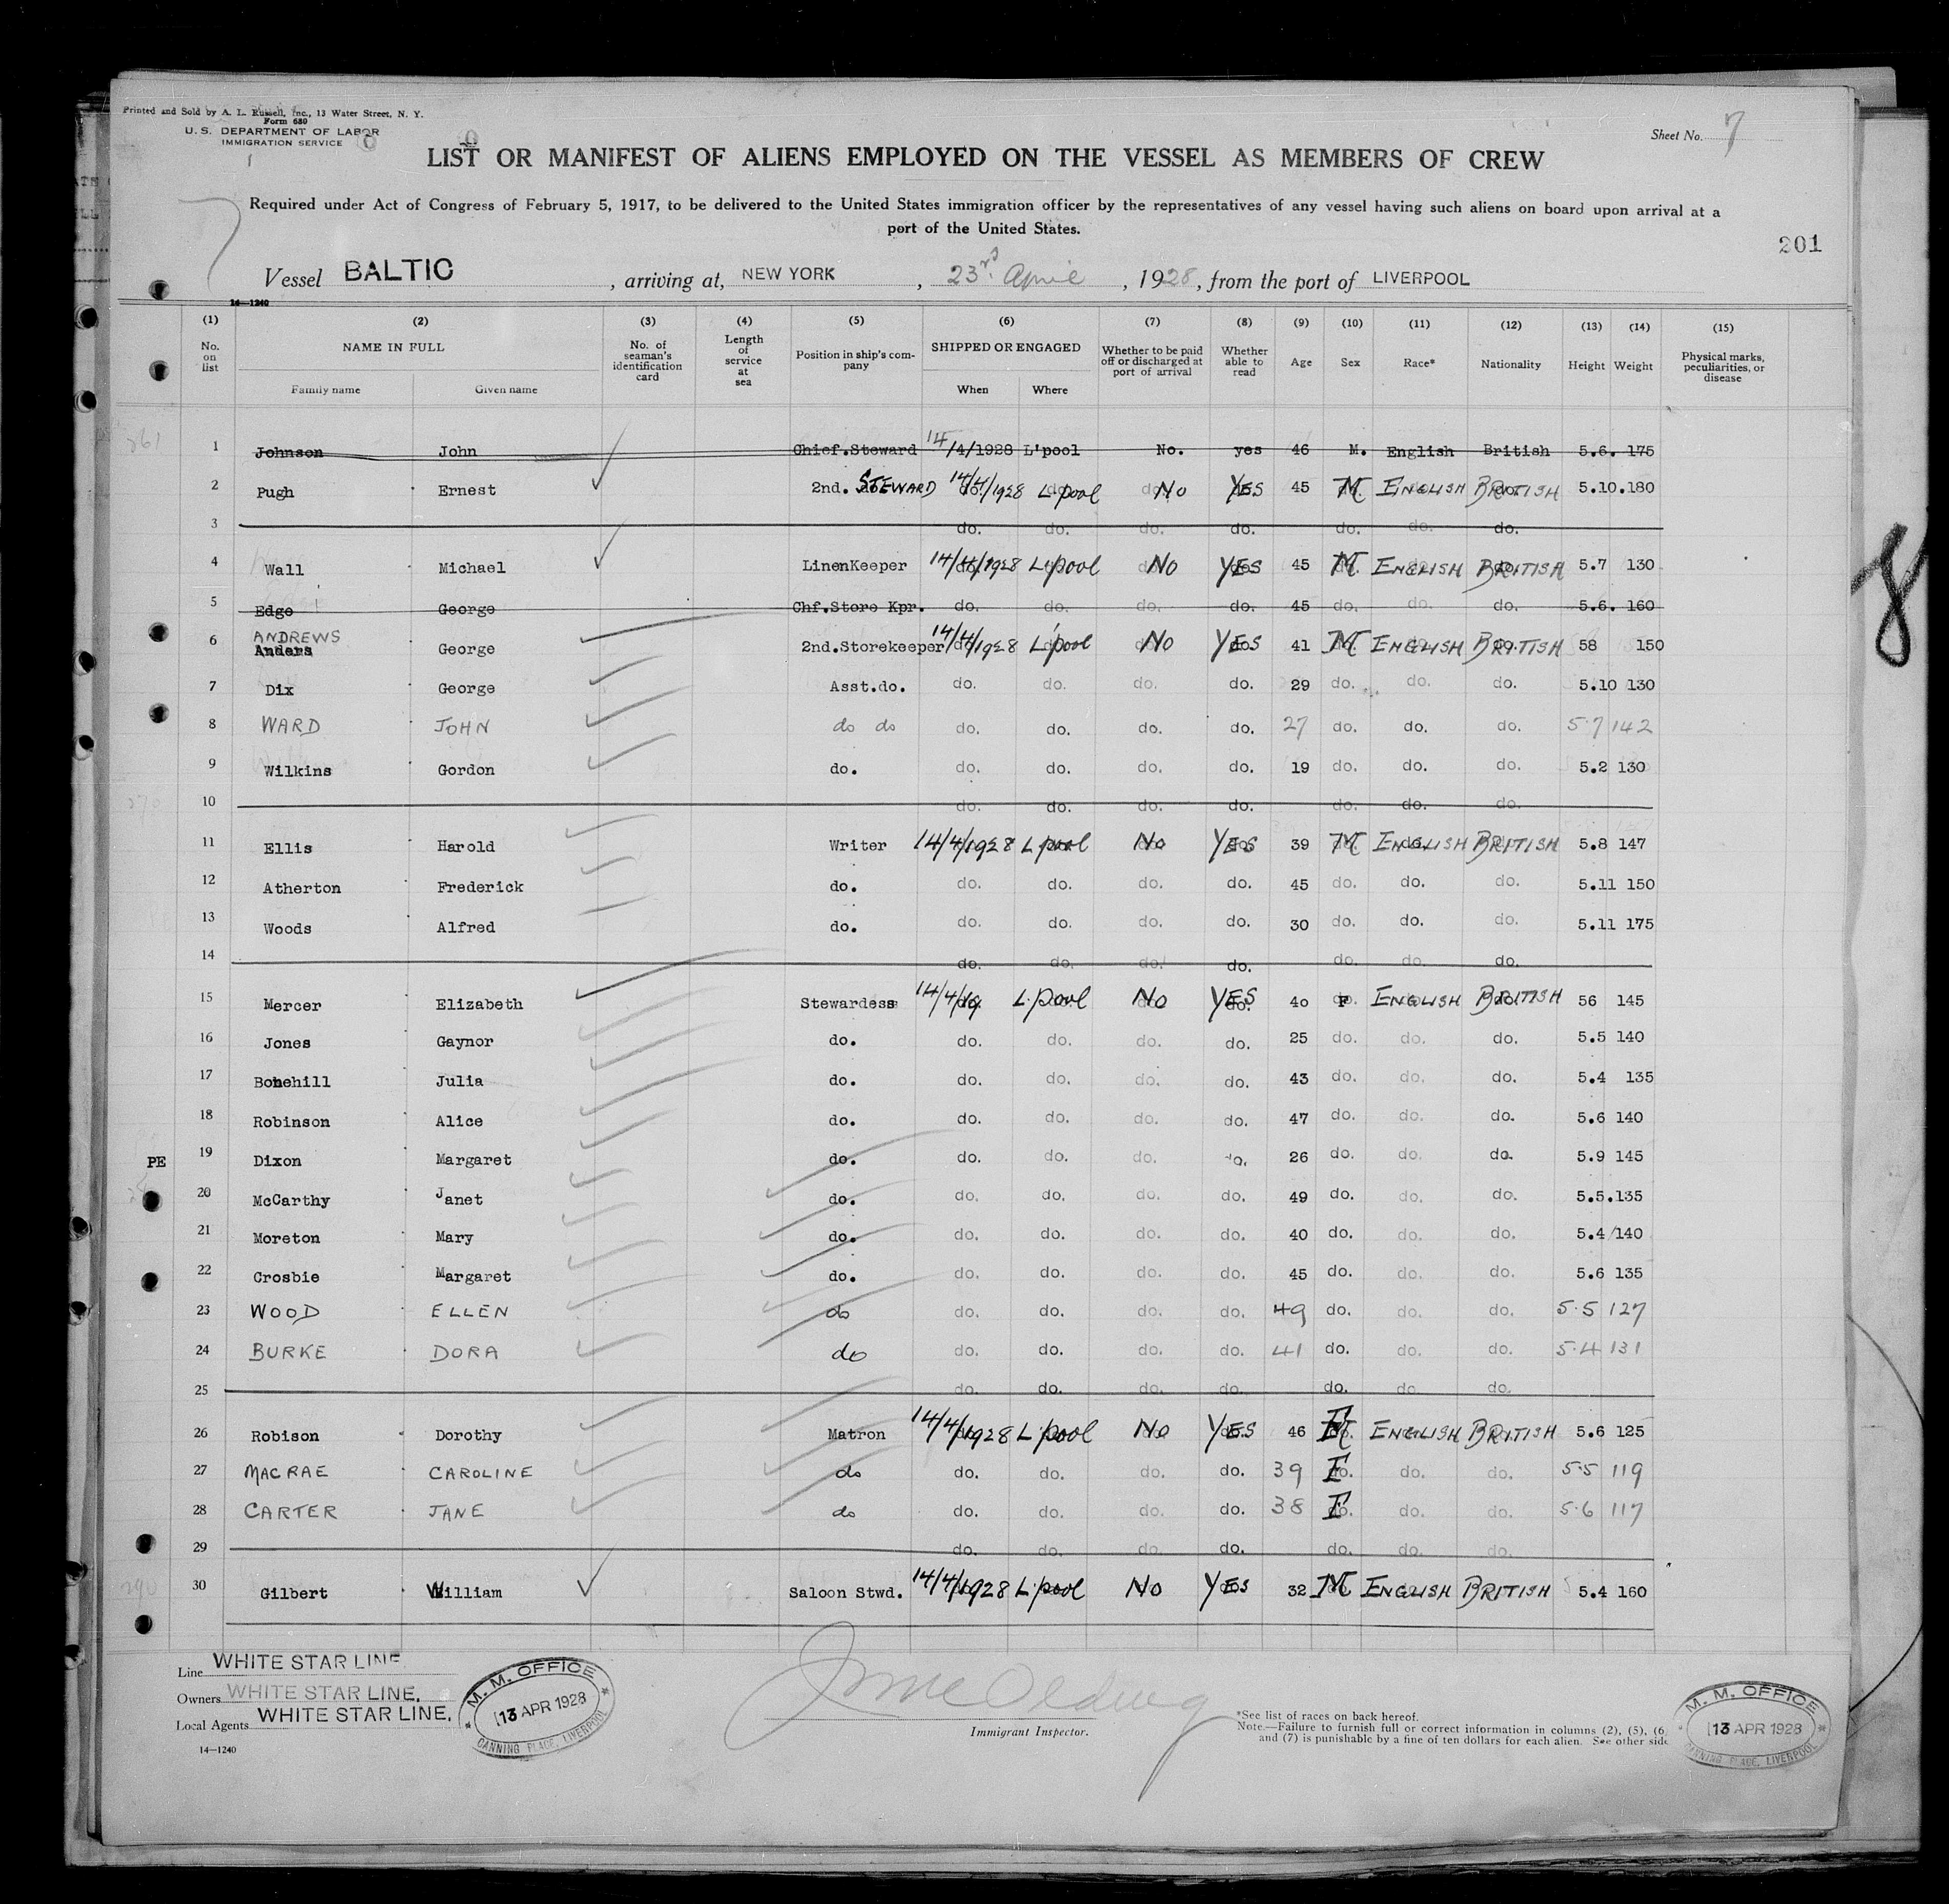 Printed and Sold by A. L. Russell, Inc., 13 Water Street, N. Y.
Form 680
U. S. DEPARTMENT OF LABOR
IMMIGRATION SERVICE
Sheet No. 7
LIST OR MANIFEST OF ALIENS EMPLOYED ON THE VESSEL AS MEMBERS OF CREW
Required under Act of Congress of February 5, 1917, to be delivered to the United States immigration officer by the representatives of any vessel having such aliens on board upon arrival at a
port of the United States.
201
7
Vessel BALTIC , arriving at, NEW YORK , 23rd. April , 1928, from the port of LIVERPOOL
14—1240
(1) (2) (3) (4) (5) (6) (7) (8) (9) (10) (11) (12) (13) (14) (15)
No. on list NAME IN FULL No. of seaman's identification card Length of service at sea Position in ship's company SHIPPED OR ENGAGED Whether to be paid off or discharged at port of arrival Whether able to read Age Sex Race* Nationality Height Weight Physical marks, peculiarities, or disease
Family name Given name When Where
261
1 Johnson John Chief.Steward 14/4/1928 L'pool No. yes 46 M. English British 5.6. 175
2 Pugh Ernest 2nd. STEWARD 14/4/1928 L'pool No YES 45 M ENGLISH BRITISH 5.10.180
3 do. do. do. do. do. do. do.
4 Wall Michael LinenKeeper 14/4/1928 L'pool No YES 45 M ENGLISH BRITISH 5.7 130
5 Edge George Chf.Store Kpr. do. do. do. do. 45 do. do. do. 5.6. 160
6 ANDREWS Anders George 2nd.Storekeeper 14/4/1928 L'pool No YES 41 M ENGLISH BRITISH 58 150
7 Dix George Asst.do. do. do. do. do. 29 do. do. do. 5.10 130
8 WARD JOHN do do do. do. do. do. 27 do. do. do. 5.7 142
9 Wilkins Gordon do. do. do. do. do. 19 do. do. do. 5.2 130
10 do. do. do. do. do. do. do.
11 Ellis Harold Writer 14/4/1928 L'pool No YES 39 M ENGLISH BRITISH 5.8 147
12 Atherton Frederick do. do. do. do. do. 45 do. do. do. 5.11 150
13 Woods Alfred do. do. do. do. do. 30 do. do. do. 5.11 175
14 do. do. do. do. do. do. do.
15 Mercer Elizabeth Stewardess 14/4/19 L'pool No YES 40 F ENGLISH BRITISH 56 145
16 Jones Gaynor do. do. do. do. do. 25 do. do. do. 5.5 140
17 Bonehill Julia do. do. do. do. do. 43 do. do. do. 5.4 135
18 Robinson Alice do. do. do. do. do. 47 do. do. do. 5.6 140
PE 19 Dixon Margaret do. do. do. do. do. 26 do. do. do. 5.9 145
20 McCarthy Janet do. do. do. do. do. 49 do. do. do. 5.5.135
21 Moreton Mary do. do. do. do. do. 40 do. do. do. 5.4 140
22 Crosbie Margaret do. do. do. do. do. 45 do. do. do. 5.6 135
23 WOOD ELLEN do do. do. do. do. 49 do. do. do. 5.5 127
24 BURKE DORA do do. do. do. do. 41 do. do. do. 5.4 131
25 do. do. do. do. do. do. do.
26 Robison Dorothy Matron 14/4/1928 L'pool No YES 46 F ENGLISH BRITISH 5.6 125
27 MACRAE CAROLINE do do. do. do. do. 39 F do. do. 5.5 119
28 CARTER JANE do do. do. do. do. 38 F do. do. 5.6 117
29 do. do. do. do. do. do. do.
290
30 Gilbert William Saloon Stwd. 14/4/1928 L'pool No YES 32 M ENGLISH BRITISH 5.4 160
8
Line WHITE STAR LINE
Owners WHITE STAR LINE.
Local Agents WHITE STAR LINE.
14—1240
M. M. OFFICE
13 APR 1928
CANNING PLACE, LIVERPOOL
Immigrant Inspector.
*See list of races on back hereof.
Note.—Failure to furnish full or correct information in columns (2), (5), (6)
and (7) is punishable by a fine of ten dollars for each alien. See other side
M. M. OFFICE
13 APR 1928
CANNING PLACE, LIVERPOOL